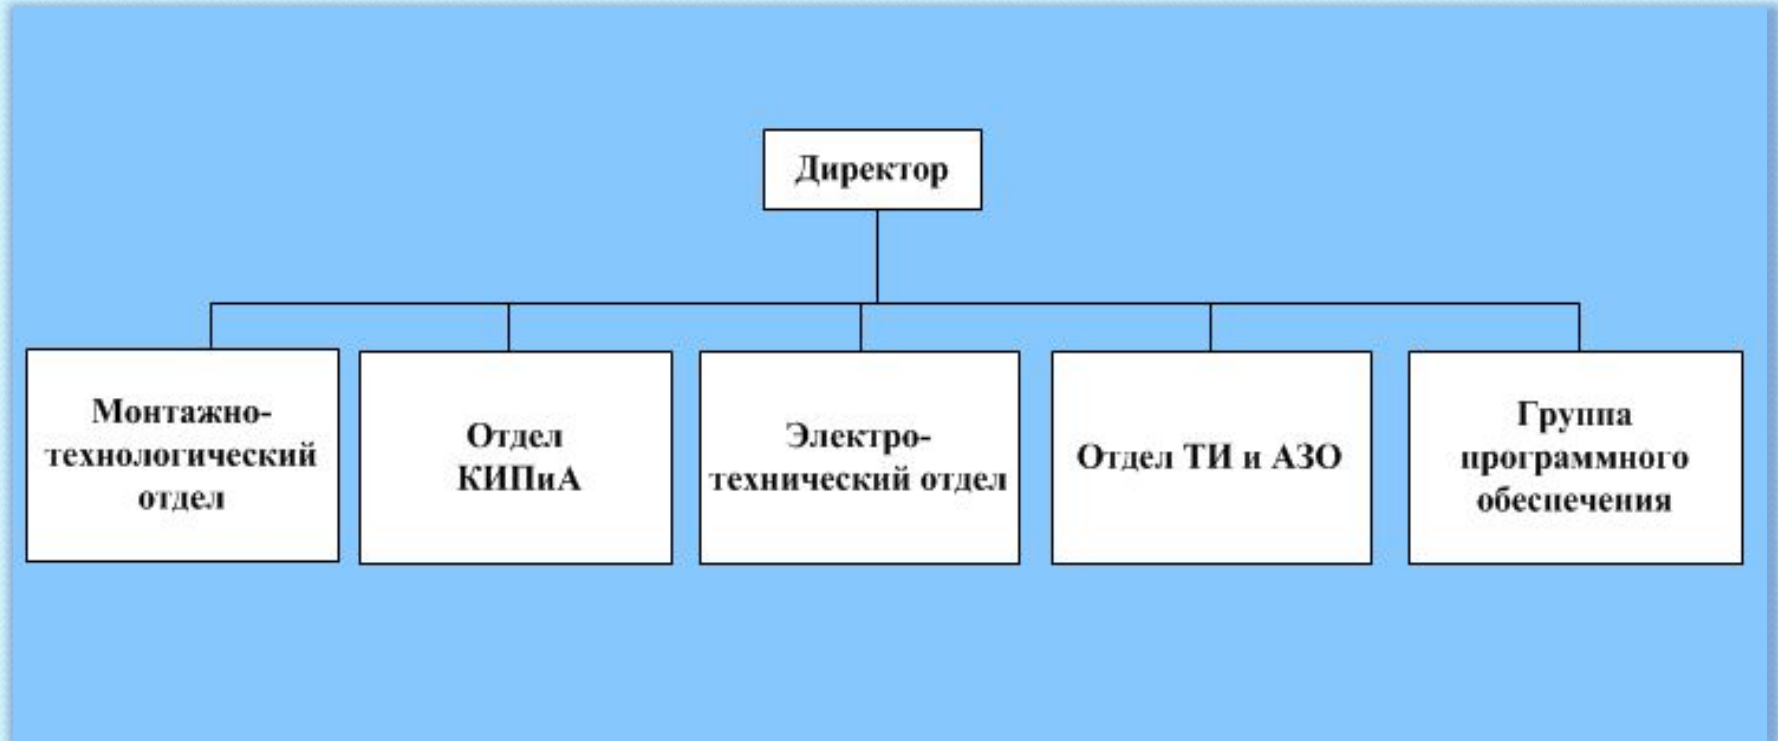 Директор
Монтажно-
технологический
отдел
Отдел
КИПиА
Электро-
технический отдел
Отдел ТИ и АЗО
Группа
программного
обеспечения